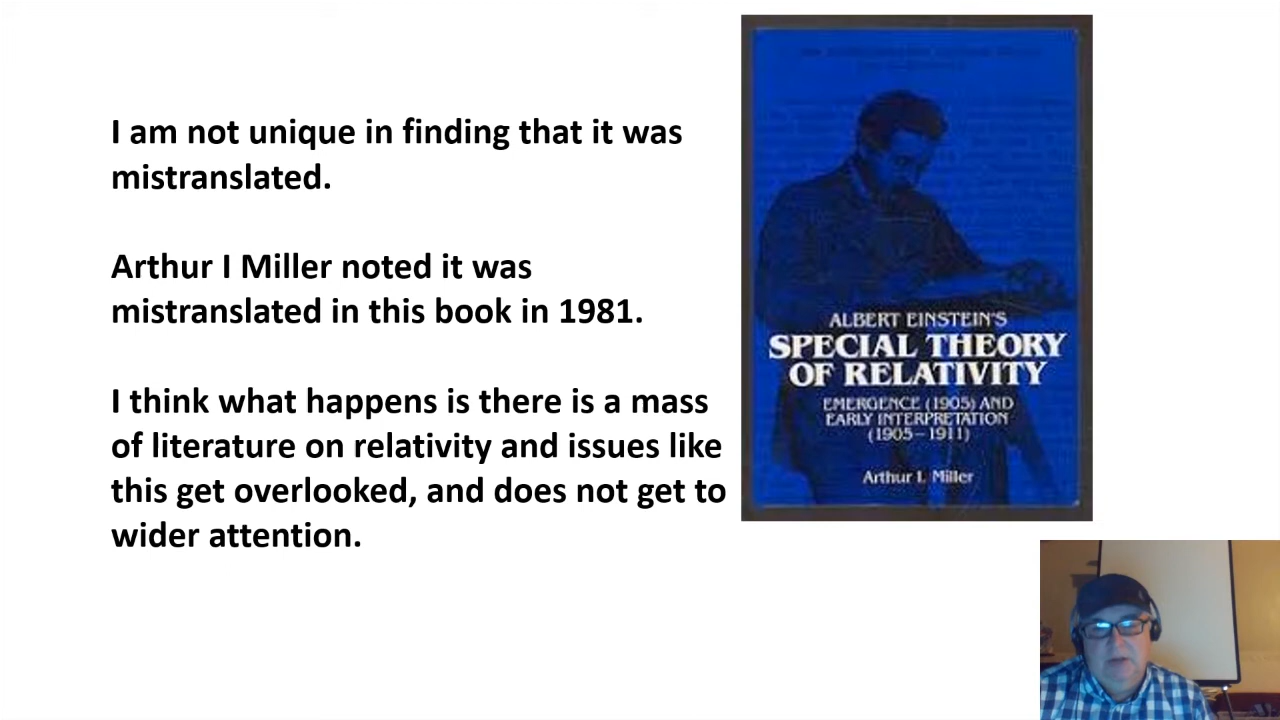 I am not unique in finding that it was
mistranslated.
Arthur I Miller noted it was
mistranslated in this book in 1981.
I think what happens is there is a mass
of literature on relativity and issues like
this get overlooked, and does not get to
wider attention.
ALBERT EINSTEIN'S
SPECIAL THEORY
OF RELATIVITY
EMERGENCE (1905) AND
EARLY INTERPRETATION
(1905–1911)
Arthur I. Miller